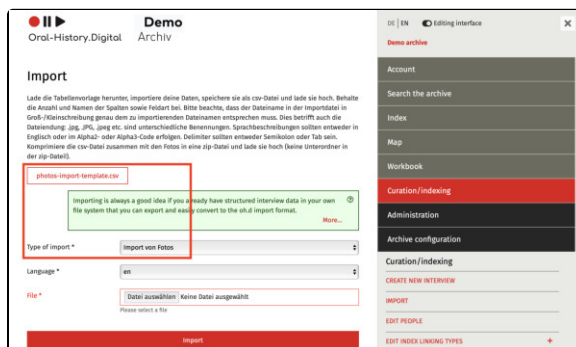 Oral-History.Digital
Demo
Archiv
Import
Lade die Tabellenvorlage herunter, importiere deine Daten, speichere sie als csv-Datei und lade sie hoch. Behalte
die Anzahl und Namen der Spalten sowie Feldart bei. Bitte beachte, dass der Dateiname in der Importdatei in
Groß-/Kleinschreibung genau dem zu importierenden Dateinamen entsprechen muss. Dies betrifft auch die
Dateiendung: .jpg, .JPG, .jpeg etc. sind unterschiedliche Benennungen. Sprachbeschreibungen sollten entweder in
Englisch oder im Alpha2- oder Alpha3-Code erfolgen. Delimiter sollten entweder Semikolon oder Tab sein.
Komprimiere die csv-Datei zusammen mit den Fotos in eine zip-Datei und lade sie hoch (keine Unterordner in
der zip-Datei).
photos-import-template.csv
Importing is always a good idea if you already have structured interview data in your own
file system that you can export and easily convert to the oh.d import format.
More...
Type of import *
Import von Fotos
Language *
en
File *
Datei auswählen Keine Datei ausgewählt
Please select a file
Import
DE | EN Editing interface
Demo archive
Account
Search the archive
Index
Map
Workbook
Curation/indexing
Administration
Archive configuration
Curation/indexing
CREATE NEW INTERVIEW
IMPORT
EDIT PEOPLE
EDIT INDEX LINKING TYPES +